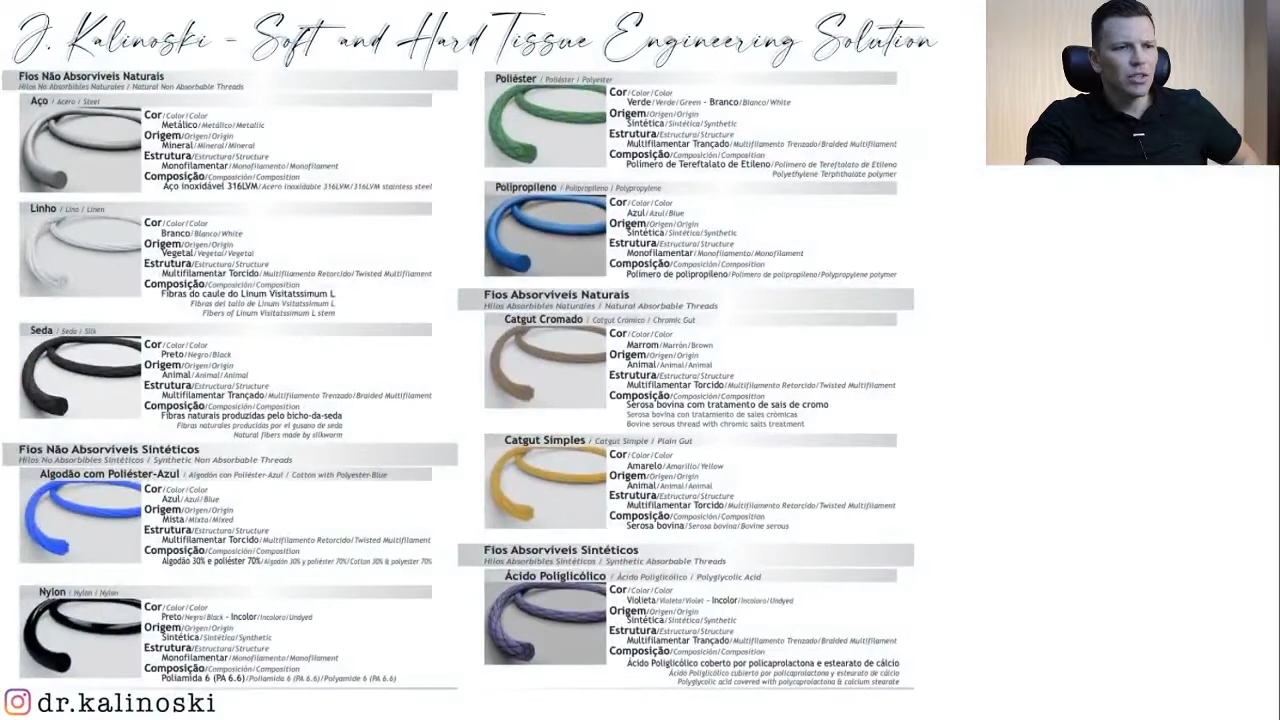 J. Kalinoski - Soft and Hard Tissue Engineering Solution
Fios Não Absorvíveis Naturais
Hilos No Absorbibles Naturales / Natural Non Absorbable Threads
Aço / Acero / Steel
Cor/Color/Color
Metálico/Metálico/Metallic
Origem/Origen/Origin
Mineral/Mineral/Mineral
Estrutura/Estructura/Structure
Monofilamentar/Monofilamento/Monofilament
Composição/Composición/Composition
Aço inoxidável 316LVM/Acero inoxidable 316LVM/316LVM stainless steel
Linho / Lino / Linen
Cor/Color/Color
Branco/Blanco/White
Origem/Origen/Origin
Vegetal/Vegetal/Vegetal
Estrutura/Estructura/Structure
Multifilamentar Torcido/Multifilamento Retorcido/Twisted Multifilament
Composição/Composición/Composition
Fibras do caule do Linum Visitatssimum L
Fibras del tallo de Linum Vsitatssimum L
Fibers of Linum Visitatssimum L stem
Seda / Seda / Silk
Cor/Color/Color
Preto/Negro/Black
Origem/Origen/Origin
Animal/Animal/Animal
Estrutura/Estructura/Structure
Multifilamentar Trançado/Multifilamento Trenzado/Braided Multifilament
Composição/Composición/Composition
Fibras naturais produzidas pelo bicho-da-seda
Fibras naturales producidas por el gusano de seda
Natural fibers made by silkworm
Fios Não Absorvíveis Sintéticos
Hilos No Absorbibles Sintéticos / Synthetic Non Absorbable Threads
Algodão com Poliéster-Azul / Algodón con Poliéster-Azul / Cotton with Polyester-Blue
Cor/Color/Color
Azul/Azul/Blue
Origem/Origen/Origin
Mista/Mixta/Mixed
Estrutura/Estructura/Structure
Multifilamentar Torcido/Multifilamento Retorcido/Twisted Multifilament
Composição/Composición/Composition
Algodão 30% e poliéster 70%/Algodón 30% y poliéster 70%/Cotton 30% & polyester 70%
Nylon / Nylon / Nylon
Cor/Color/Color
Preto/Negro/Black - Incolor/Incoloro/Undyed
Origem/Origen/Origin
Sintética/Sintética/Synthetic
Estrutura/Estructura/Structure
Monofilamentar/Monofilamento/Monofilament
Composição/Composición/Composition
Poliamida 6 (PA 6.6)/Poliamida 6 (PA 6.6)/Polyamide 6 (PA 6.6)
Poliéster / Poliéster / Polyester
Cor/Color/Color
Verde/Verde/Green - Branco/Blanco/White
Origem/Origen/Origin
Sintética/Sintética/Synthetic
Estrutura/Estructura/Structure
Multifilamentar Trançado/Multifilamento Trenzado/Braided Multifilament
Composição/Composición/Composition
Polímero de Tereftalato de Etileno/Polímero de Tereftalato de Etileno
Polyethylene Terphthalate polymer
Polipropileno / Polipropileno / Polypropylene
Cor/Color/Color
Azul/Azul/Blue
Origem/Origen/Origin
Sintética/Sintética/Synthetic
Estrutura/Estructura/Structure
Monofilamentar/Monofilamento/Monofilament
Composição/Composición/Composition
Polímero de polipropileno/Polímero de polipropileno/Polypropylene polymer
Fios Absorvíveis Naturais
Hilos Absorbibles Naturales / Natural Absorbable Threads
Catgut Cromado / Catgut Crómico / Chromic Gut
Cor/Color/Color
Marrom/Marrón/Brown
Origem/Origen/Origin
Animal/Animal/Animal
Estrutura/Estructura/Structure
Multifilamentar Torcido/Multifilamento Retorcido/Twisted Multifilament
Composição/Composición/Composition
Serosa bovina com tratamento de sais de cromo
Serosa bovina con tratamiento de sales crómicas
Bovine serous thread with chromic salts treatment
Catgut Simples / Catgut Simple / Plain Gut
Cor/Color/Color
Amarelo/Amarillo/Yellow
Origem/Origen/Origin
Animal/Animal/Animal
Estrutura/Estructura/Structure
Multifilamentar Torcido/Multifilamento Retorcido/Twisted Multifilament
Composição/Composición/Composition
Serosa bovina/Serosa bovina/Bovine serous
Fios Absorvíveis Sintéticos
Hilos Absorbibles Sintéticos / Synthetic Absorbable Threads
Ácido Poliglicólico / Ácido Poliglicólico / Polyglycolic Acid
Cor/Color/Color
Violeta/Violeta/Violet - Incolor/Incoloro/Undyed
Origem/Origen/Origin
Sintética/Sintética/Synthetic
Estrutura/Estructura/Structure
Multifilamentar Trançado/Multifilamento Trenzado/Braided Multifilament
Composição/Composición/Composition
Ácido Poliglicólico coberto por policaprolactona e estearato de cálcio
Ácido Poliglicólico cubierto por policaprolactona y estearato de cálcio
Polyglycolic acid covered with polycaprolactona & calcium stearate
dr.kalinoski